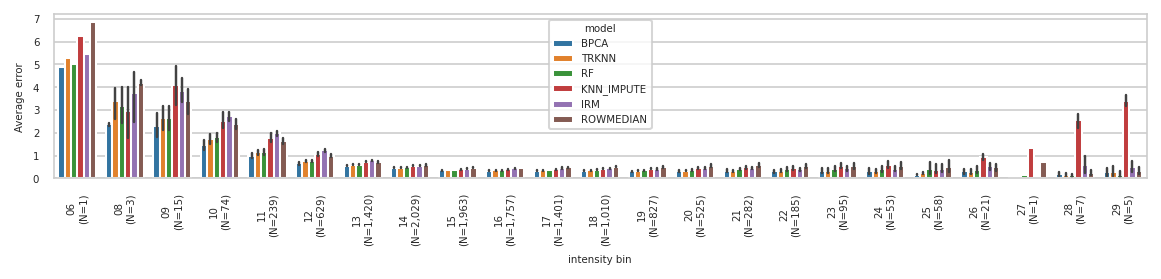 7
6
5
4
3
2
1
0
Average error
model
BPCA
TRKNN
RF
KNN_IMPUTE
IRM
ROWMEDIAN
06
(N=1)
08
(N=3)
09
(N=15)
10
(N=74)
11
(N=239)
12
(N=629)
13
(N=1,420)
14
(N=2,029)
15
(N=1,963)
16
(N=1,757)
17
(N=1,401)
18
(N=1,010)
19
(N=827)
20
(N=525)
21
(N=282)
22
(N=185)
23
(N=95)
24
(N=53)
25
(N=58)
26
(N=21)
27
(N=1)
28
(N=7)
29
(N=5)
intensity bin